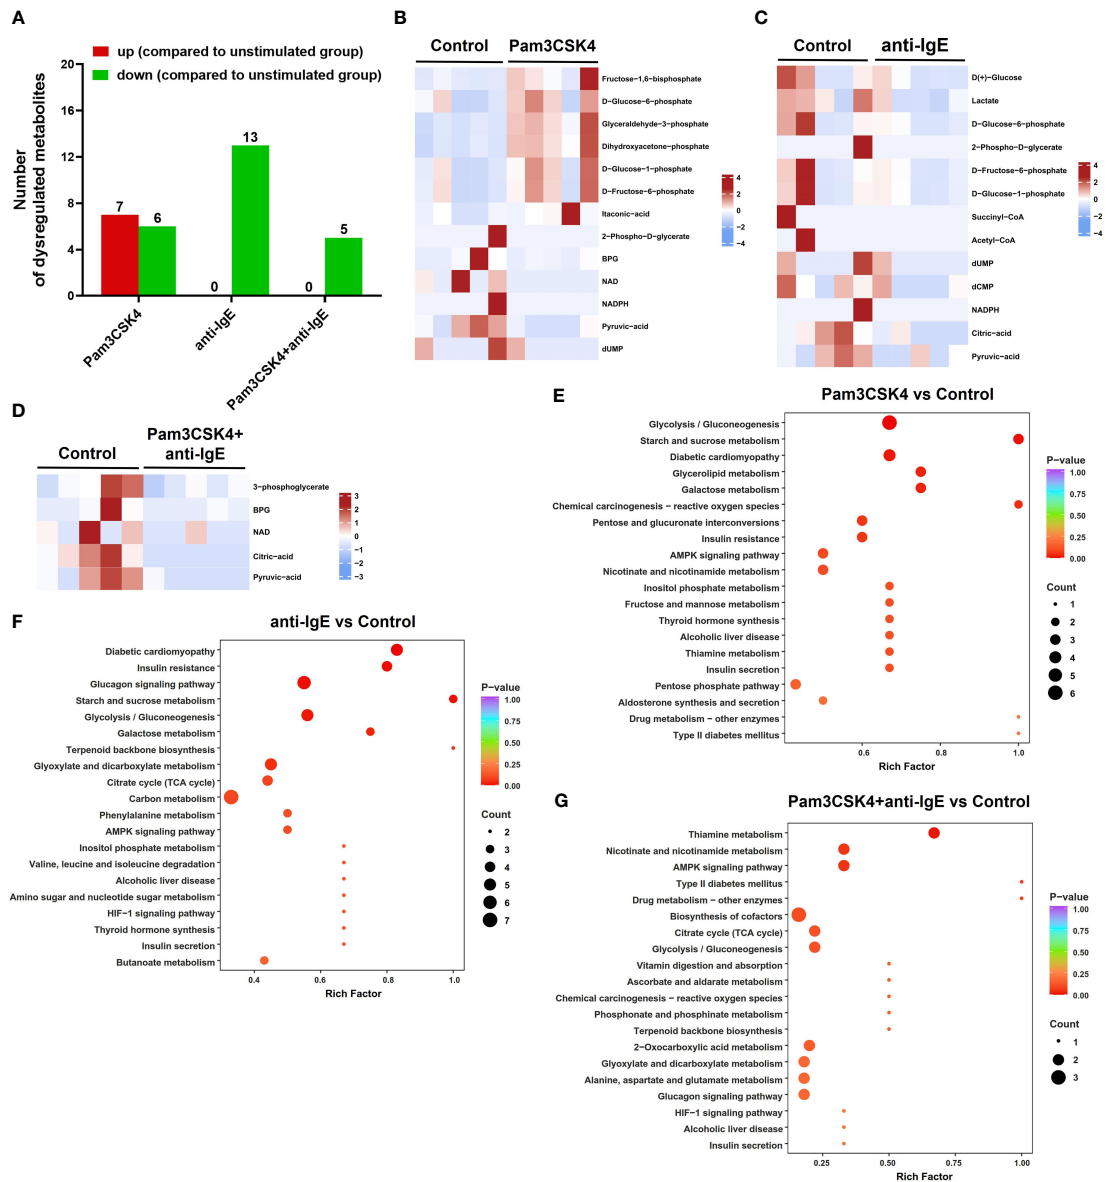 A
up (compared to unstimulated group)
down (compared to unstimulated group)
Number
of dysregulated metabolites
20
16
12
8
4
0
7
6
0
13
0
5
Pam3CSK4
anti-IgE
Pam3CSK4+anti-IgE
B
Control
Pam3CSK4
Fructose−1,6−bisphosphate
D−Glucose−6−phosphate
Glyceraldehyde−3−phosphate
Dihydroxyacetone−phosphate
D−Glucose−1−phosphate
D−Fructose−6−phosphate
Itaconic−acid
2−Phospho−D−glycerate
BPG
NAD
NADPH
Pyruvic−acid
dUMP
4
2
0
−2
−4
C
Control
anti-IgE
D(+)−Glucose
Lactate
D−Glucose−6−phosphate
2−Phospho−D−glycerate
D−Fructose−6−phosphate
D−Glucose−1−phosphate
Succinyl−CoA
Acetyl−CoA
dUMP
dCMP
NADPH
Citric−acid
Pyruvic−acid
4
2
0
−2
−4
D
Control
Pam3CSK4+
anti-IgE
3−phosphoglycerate
BPG
NAD
Citric−acid
Pyruvic−acid
3
2
1
0
−1
−2
−3
E
Pam3CSK4 vs Control
Glycolysis / Gluconeogenesis
Starch and sucrose metabolism
Diabetic cardiomyopathy
Glycerolipid metabolism
Galactose metabolism
Chemical carcinogenesis − reactive oxygen species
Pentose and glucuronate interconversions
Insulin resistance
AMPK signaling pathway
Nicotinate and nicotinamide metabolism
Inositol phosphate metabolism
Fructose and mannose metabolism
Thyroid hormone synthesis
Alcoholic liver disease
Thiamine metabolism
Insulin secretion
Pentose phosphate pathway
Aldosterone synthesis and secretion
Drug metabolism − other enzymes
Type II diabetes mellitus
0.6
0.8
1.0
Rich Factor
P−value
1.00
0.75
0.50
0.25
0.00
Count
1
2
3
4
5
6
F
anti-IgE vs Control
Diabetic cardiomyopathy
Insulin resistance
Glucagon signaling pathway
Starch and sucrose metabolism
Glycolysis / Gluconeogenesis
Galactose metabolism
Terpenoid backbone biosynthesis
Glyoxylate and dicarboxylate metabolism
Citrate cycle (TCA cycle)
Carbon metabolism
Phenylalanine metabolism
AMPK signaling pathway
Inositol phosphate metabolism
Valine, leucine and isoleucine degradation
Alcoholic liver disease
Amino sugar and nucleotide sugar metabolism
HIF−1 signaling pathway
Thyroid hormone synthesis
Insulin secretion
Butanoate metabolism
0.4
0.6
0.8
1.0
Rich Factor
P−value
1.00
0.75
0.50
0.25
0.00
Count
2
3
4
5
6
7
G
Pam3CSK4+anti-IgE vs Control
Thiamine metabolism
Nicotinate and nicotinamide metabolism
AMPK signaling pathway
Type II diabetes mellitus
Drug metabolism − other enzymes
Biosynthesis of cofactors
Citrate cycle (TCA cycle)
Glycolysis / Gluconeogenesis
Vitamin digestion and absorption
Ascorbate and aldarate metabolism
Chemical carcinogenesis − reactive oxygen species
Phosphonate and phosphinate metabolism
Terpenoid backbone biosynthesis
2−Oxocarboxylic acid metabolism
Glyoxylate and dicarboxylate metabolism
Alanine, aspartate and glutamate metabolism
Glucagon signaling pathway
HIF−1 signaling pathway
Alcoholic liver disease
Insulin secretion
0.25
0.50
0.75
1.00
Rich Factor
P−value
1.00
0.75
0.50
0.25
0.00
Count
1
2
3